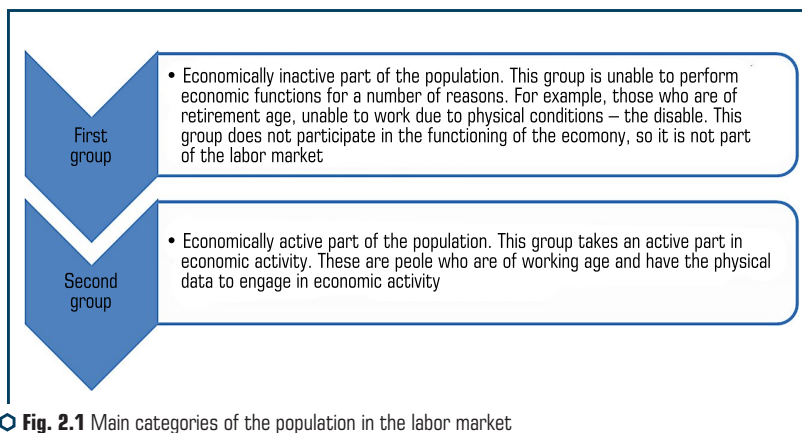 First
group
• Economically inactive part of the population. This group is unable to perform
economic functions for a number of reasons. For example, those who are of
retirement age, unable to work due to physical conditions – the disable. This
group does not participate in the functioning of the ecomony, so it is not part
of the labor market
Second
group
• Economically active part of the population. This group takes an active part in
economic activity. These are peole who are of working age and have the physical
data to engage in economic activity
Fig. 2.1 Main categories of the population in the labor market